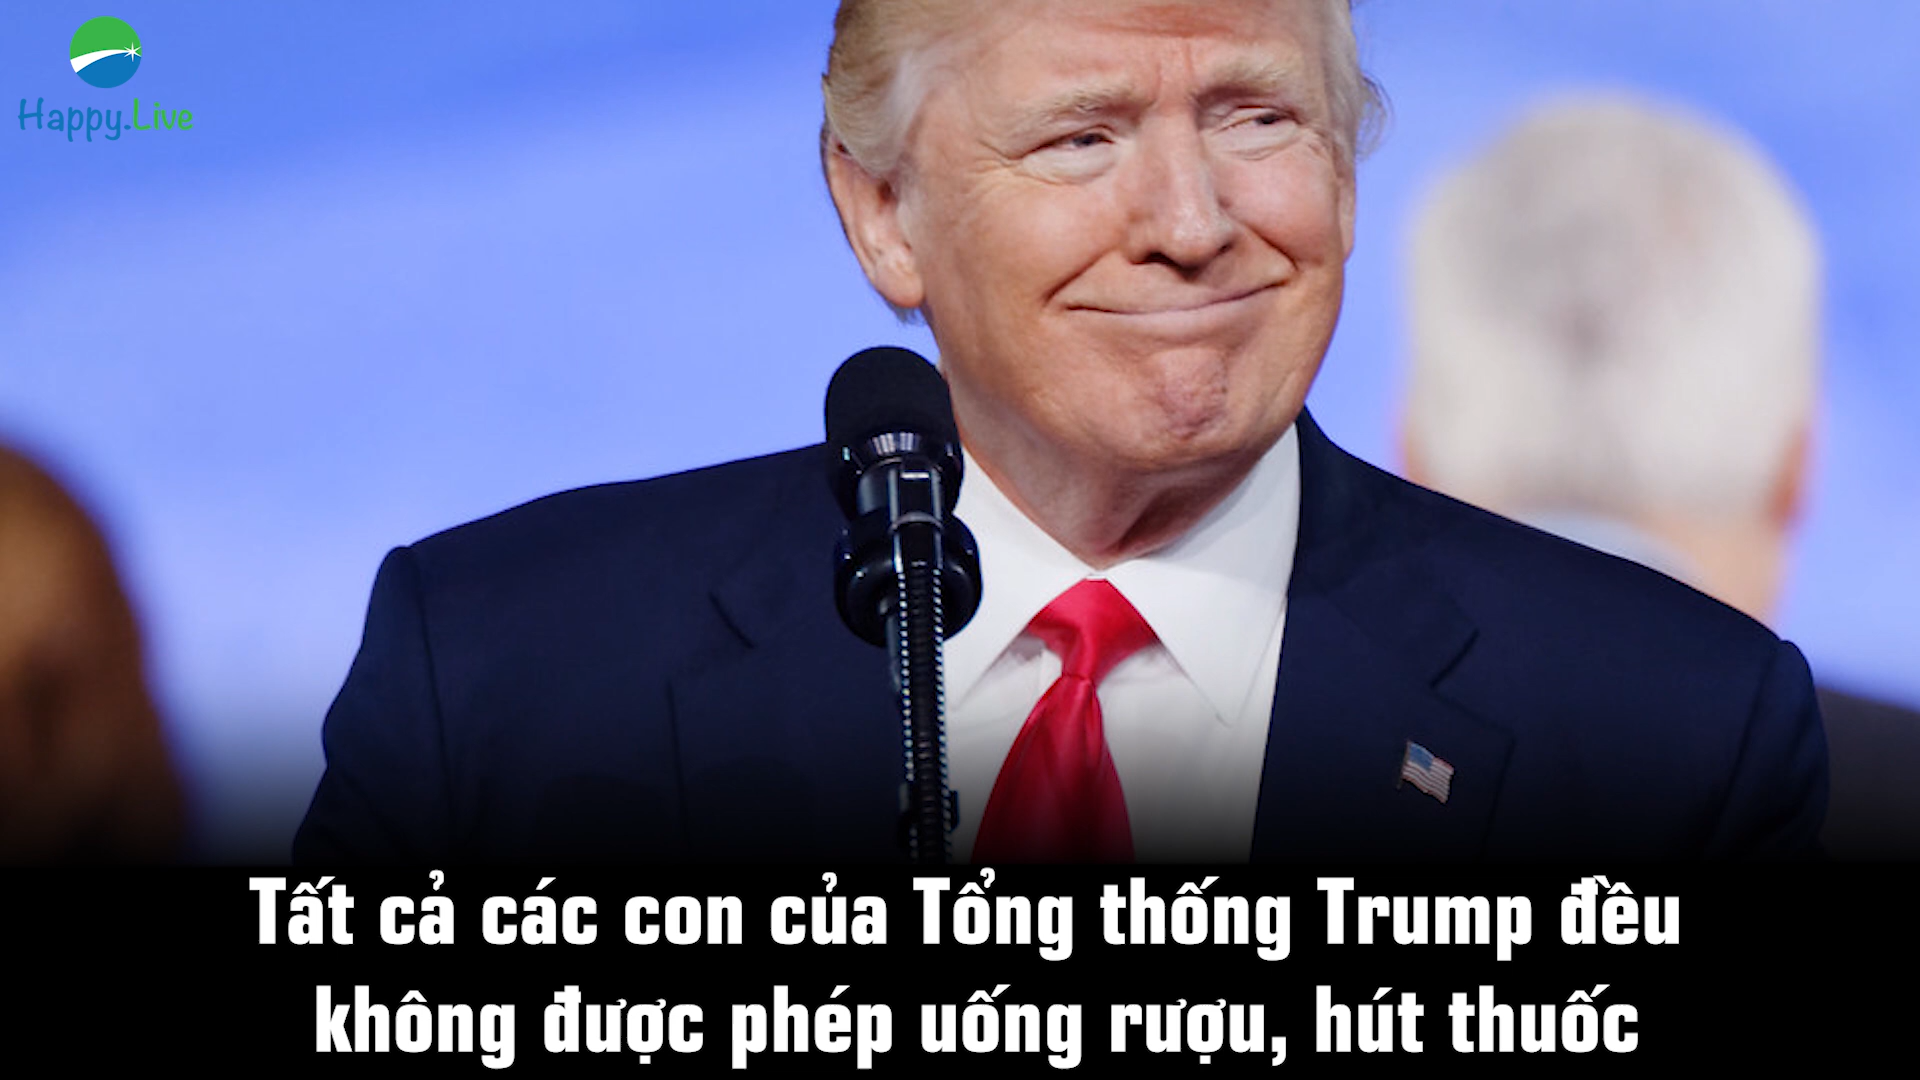 Happy.Live
Tất cả các con của Tổng thống Trump đều
không được phép uống rượu, hút thuốc